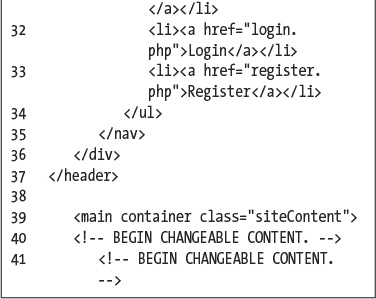 </a></li>
32 <li><a href="login.
php">Login</a></li>
33 <li><a href="register.
php">Register</a></li>
34 </ul>
35 </nav>
36 </div>
37 </header>
38
39 <main container class="siteContent">
40 <!-- BEGIN CHANGEABLE CONTENT. -->
41 <!-- BEGIN CHANGEABLE CONTENT.
-->